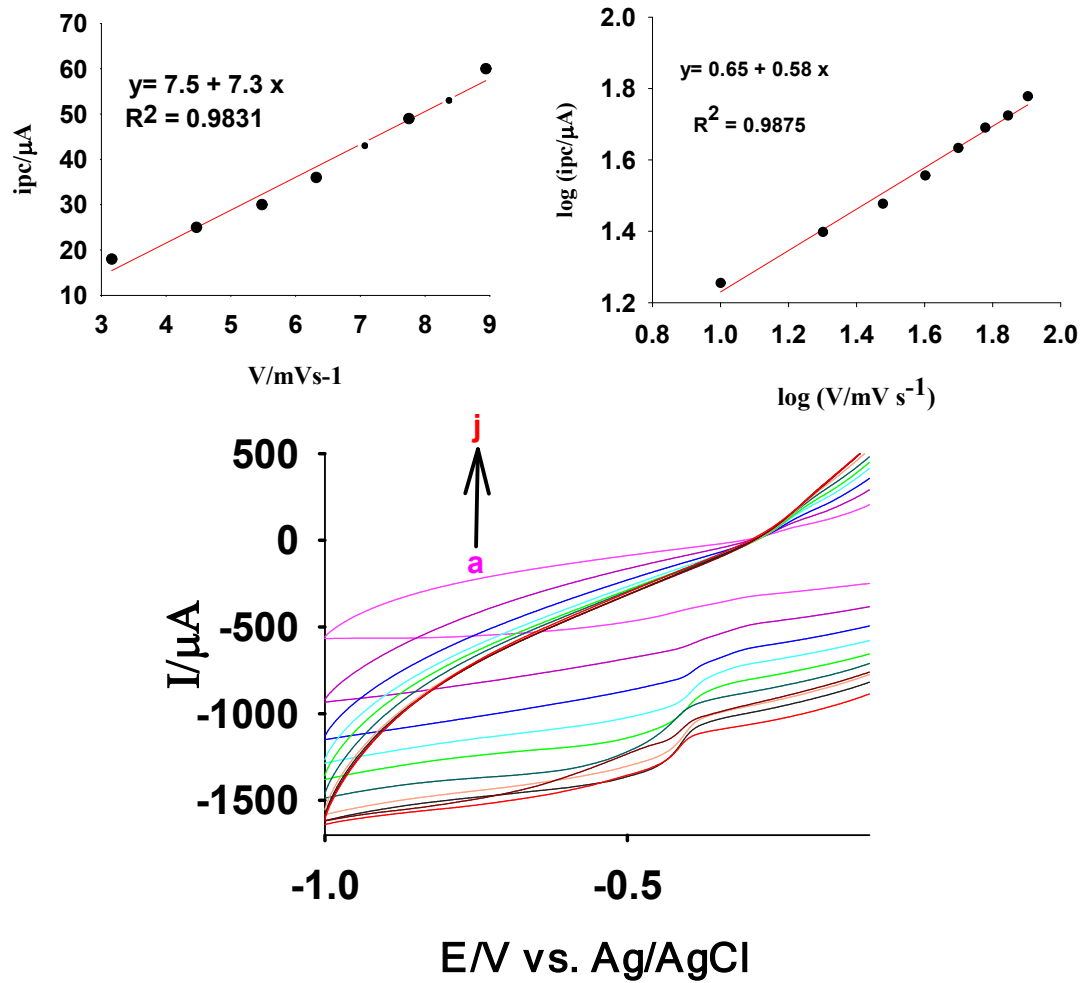 70
60
50
40
30
20
10
ipc/µA
y= 7.5 + 7.3 x
R2 = 0.9831
3 4 5 6 7 8 9
V/mVs-1
2.0
1.8
1.6
1.4
1.2
log (ipc/µA)
y= 0.65 + 0.58 x
R2 = 0.9875
0.8 1.0 1.2 1.4 1.6 1.8 2.0
log (V/mV s-1)
j
a
500
0
-500
-1000
-1500
I/µA
-1.0 -0.5
E/V vs. Ag/AgCl